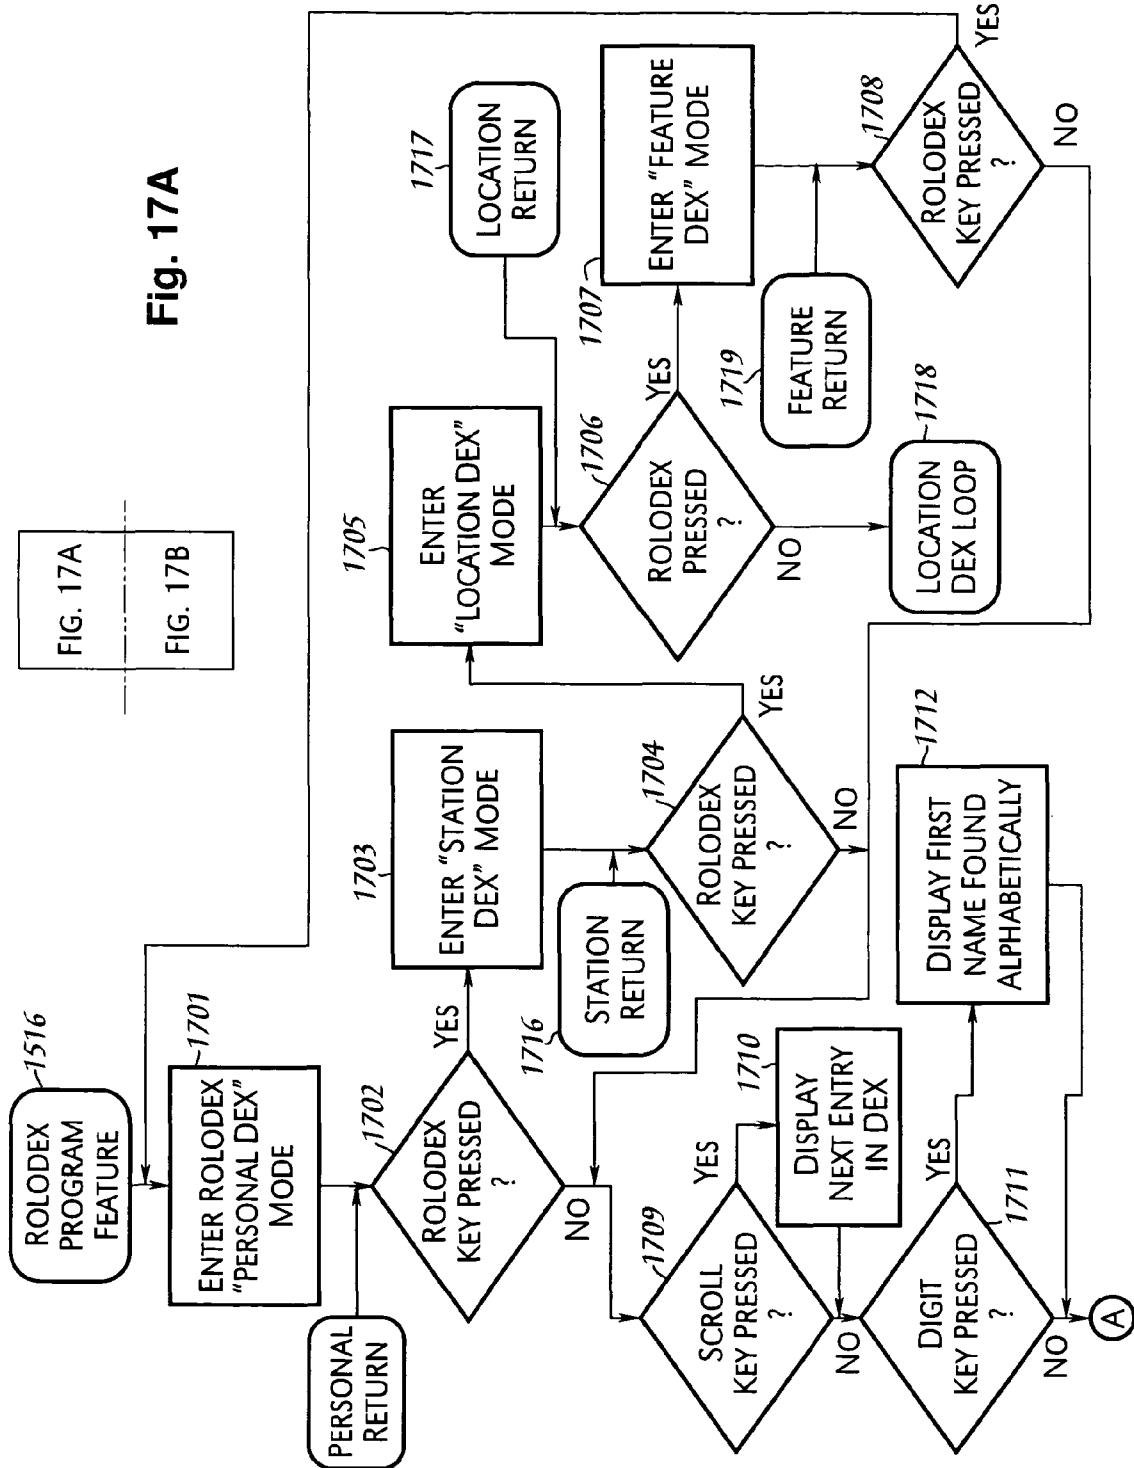 Fig. 17A
FIG. 17A
FIG. 17B
1516
ROLODEX
PROGRAM
FEATURE
1701
ENTER ROLODEX
“PERSONAL DEX”
MODE
PERSONAL
RETURN
1702
ROLODEX
KEY PRESSED
?
YES
NO
1703
ENTER “STATION
DEX” MODE
1716
STATION
RETURN
1704
ROLODEX
KEY PRESSED
?
YES
NO
1705
ENTER
“LOCATION DEX”
MODE
1717
LOCATION
RETURN
1706
ROLODEX
PRESSED
?
YES
NO
1718
LOCATION
DEX LOOP
1707
ENTER “FEATURE
DEX” MODE
1719
FEATURE
RETURN
1708
ROLODEX
KEY PRESSED
?
YES
NO
1709
SCROLL
KEY PRESSED
?
YES
NO
1710
DISPLAY
NEXT ENTRY
IN DEX
1711
DIGIT
KEY PRESSED
?
YES
NO
1712
DISPLAY FIRST
NAME FOUND
ALPHABETICALLY
A